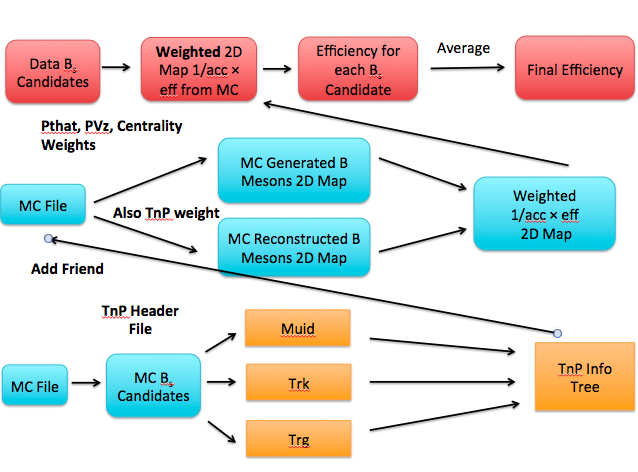 Data Bs
Candidates
Weighted 2D
Map 1/acc ×
eff from MC
Efficiency for
each Bs
Candidate
Average
Final Efficiency
Pthat, PVz, Centrality
Weights
MC File
Also TnP weight
MC Generated B
Mesons 2D Map
MC Reconstructed B
Mesons 2D Map
Weighted
1/acc × eff
2D Map
Add Friend
TnP Header
File
MC File
MC Bs
Candidates
Muid
Trk
Trg
TnP Info
Tree